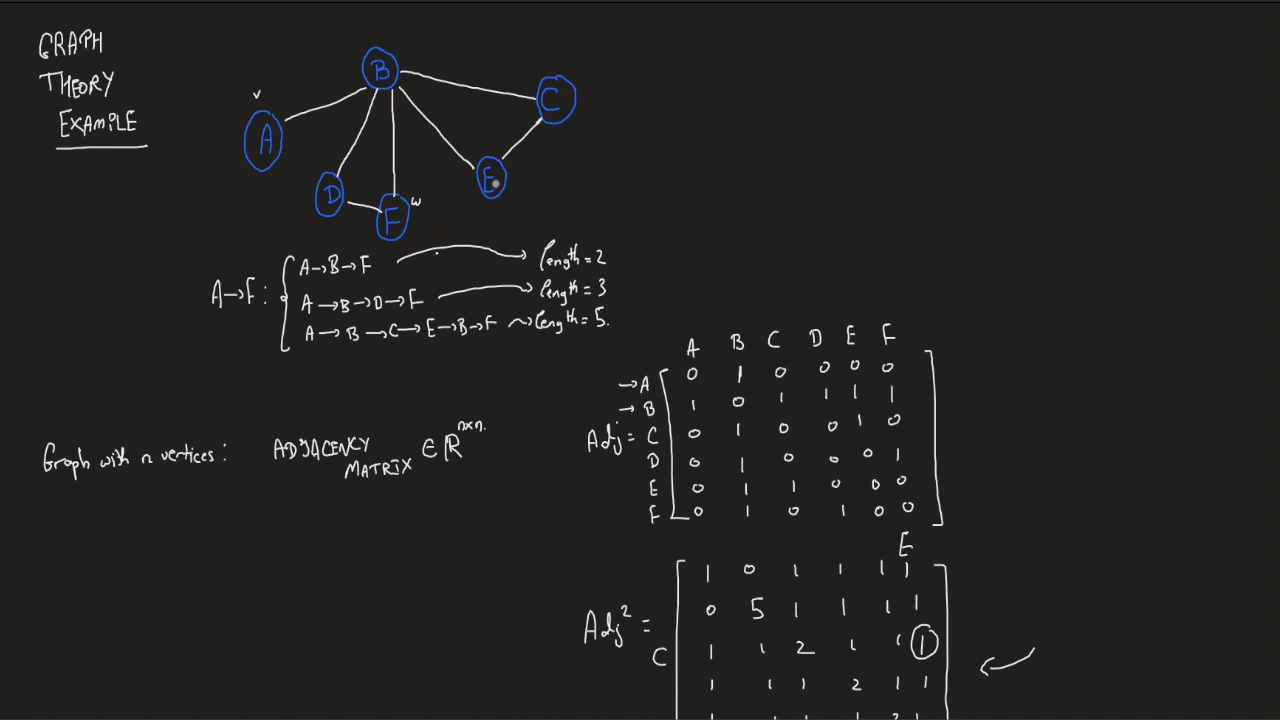 GRAPH
THEORY
EXAMPLE
B
C
v
A
E
D
F
w
A→F: { A→B→F → length = 2
A→B→D→F → length = 3
A→B→C→E→B→F ~> length = 5.
Graph with n vertices: ADJACENCY MATRIX ∈ ℝ^{n×n}.
A B C D E F
→A 0 1 0 0 0 0
→B 1 0 1 1 1 1
Adj = C 0 1 0 0 1 0
D 0 1 0 0 0 1
E 0 1 1 0 0 0
F 0 1 0 1 0 0
E
1 0 1 1 1 1
Adj² = 0 5 1 1 1 1
C 1 1 2 1 1 1
1 1 1 2 1 1